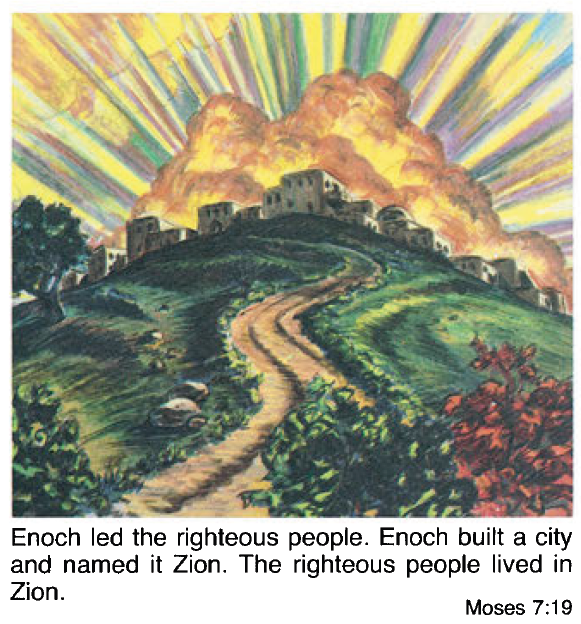 Enoch led the righteous people. Enoch built a city
and named it Zion. The righteous people lived in
Zion.
Moses 7:19